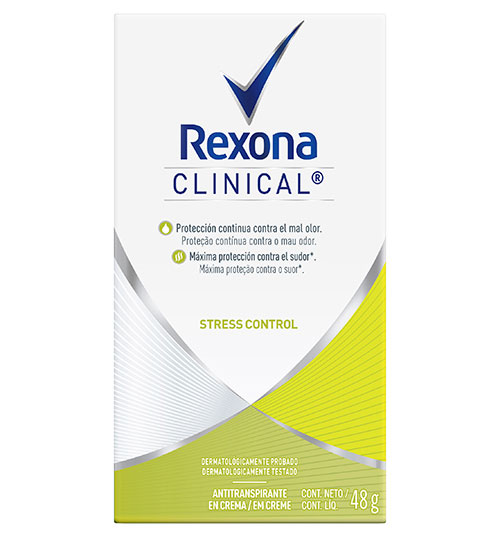 Rexona
CLINICAL®
Protección continua contra el mal olor.
Proteção contínua contra o mau odor.
Máxima protección contra el sudor*.
Máxima proteção contra o suor*.
STRESS CONTROL
DERMATOLÓGICAMENTE PROBADO
DERMATOLOGICAMENTE TESTADO
ANTITRANSPIRANTE
EN CREMA / EM CREME
CONT. NETO /
CONT. LÍQ.
48 g